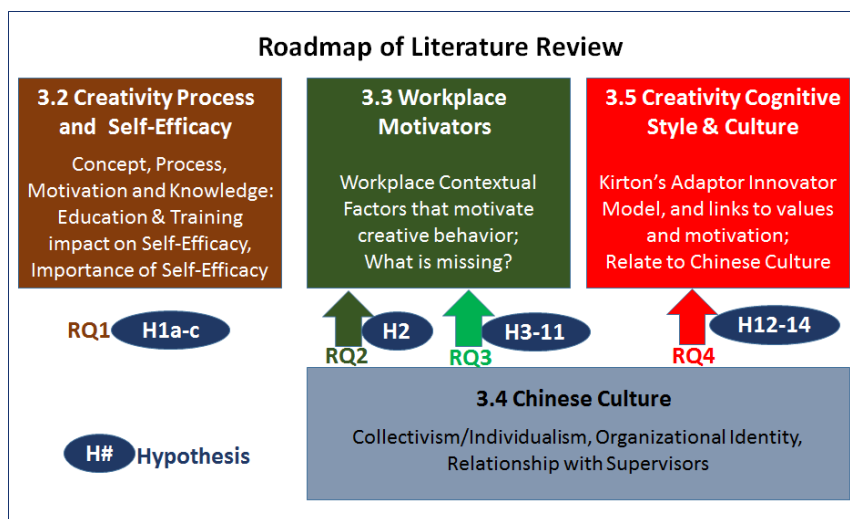 Roadmap of Literature Review
3.2 Creativity Process
and Self-Efficacy
Concept, Process,
Motivation and Knowledge:
Education & Training
impact on Self-Efficacy,
Importance of Self-Efficacy
3.3 Workplace
Motivators
Workplace Contextual
Factors that motivate
creative behavior;
What is missing?
3.5 Creativity Cognitive
Style & Culture
Kirton's Adaptor Innovator
Model, and links to values
and motivation;
Relate to Chinese Culture
RQ1 H1a-c
RQ2 H2
RQ3 H3-11
RQ4 H12-14
3.4 Chinese Culture
Collectivism/Individualism, Organizational Identity,
Relationship with Supervisors
H# Hypothesis